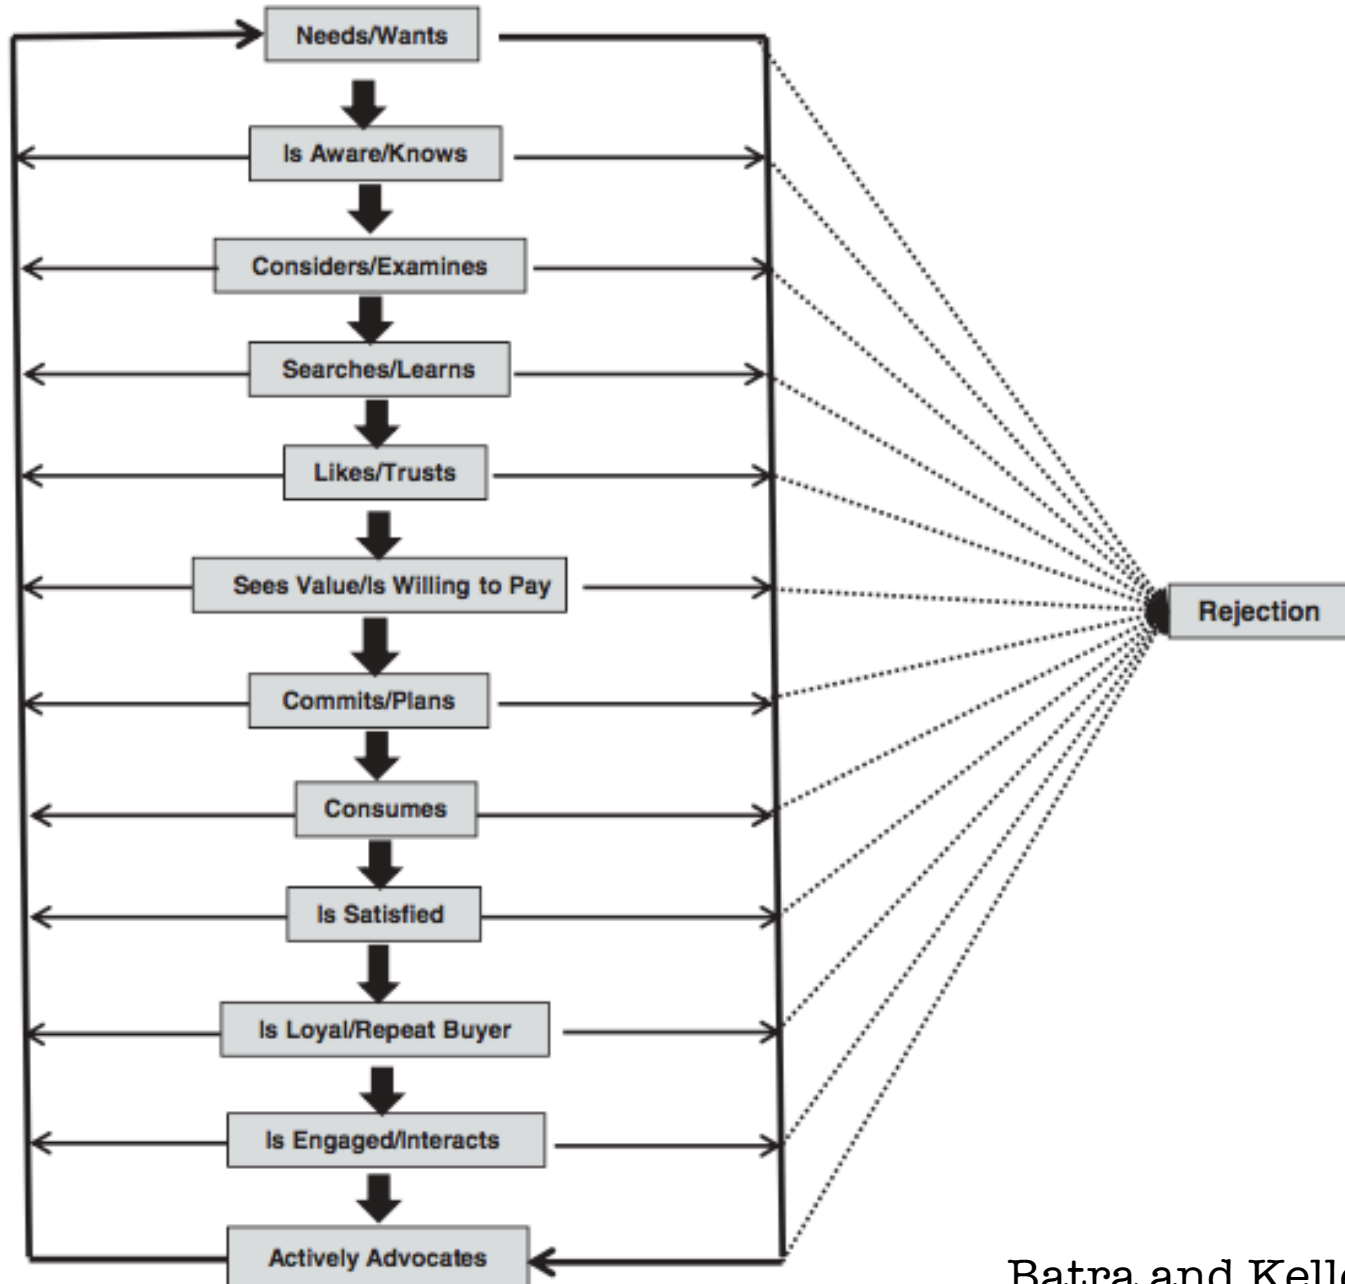 Needs/Wants
Is Aware/Knows
Considers/Examines
Searches/Learns
Likes/Trusts
Sees Value/Is Willing to Pay
Rejection
Commits/Plans
Consumes
Is Satisfied
Is Loyal/Repeat Buyer
Is Engaged/Interacts
Actively Advocates
Batra and